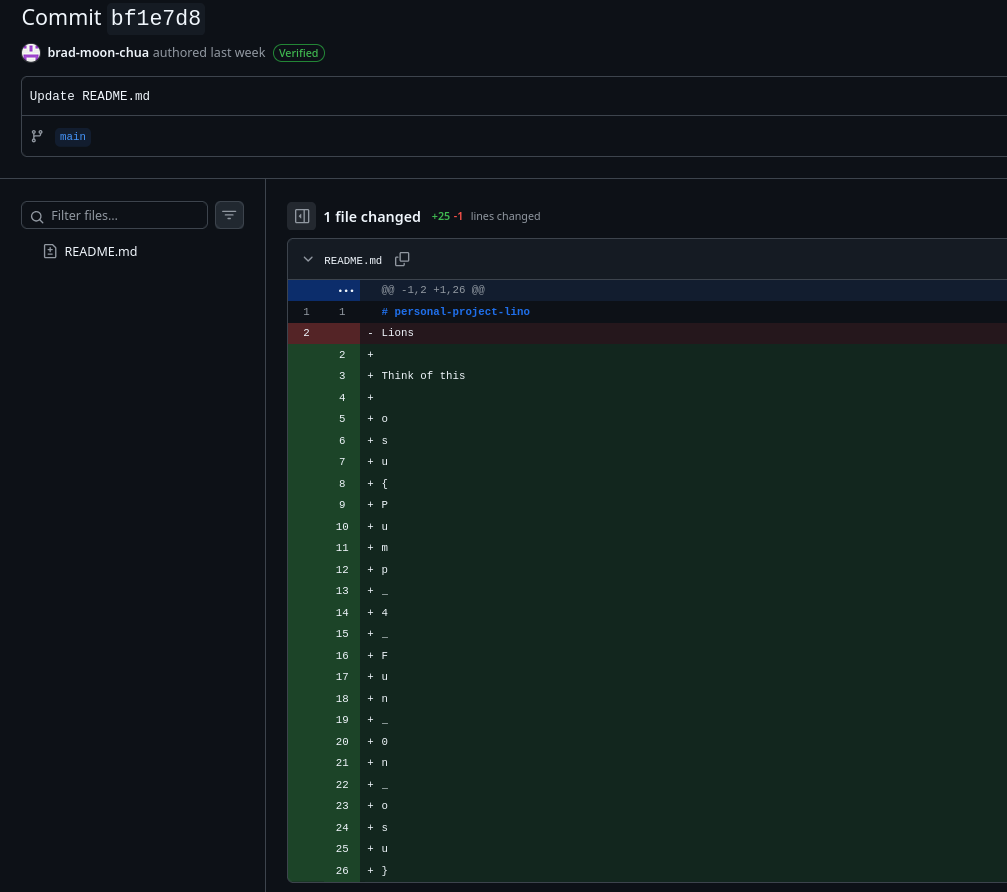 Commit bf1e7d8
brad-moon-chua authored last week Verified
Update README.md
main
Filter files...
README.md
1 file changed +25 -1 lines changed
README.md
@@ -1,2 +1,26 @@
1 1 # personal-project-lino
2 - Lions
2 +
3 + Think of this
4 +
5 + o
6 + s
7 + u
8 + {
9 + P
10 + u
11 + m
12 + p
13 + _
14 + 4
15 + _
16 + F
17 + u
18 + n
19 + _
20 + 0
21 + n
22 + _
23 + o
24 + s
25 + u
26 + }